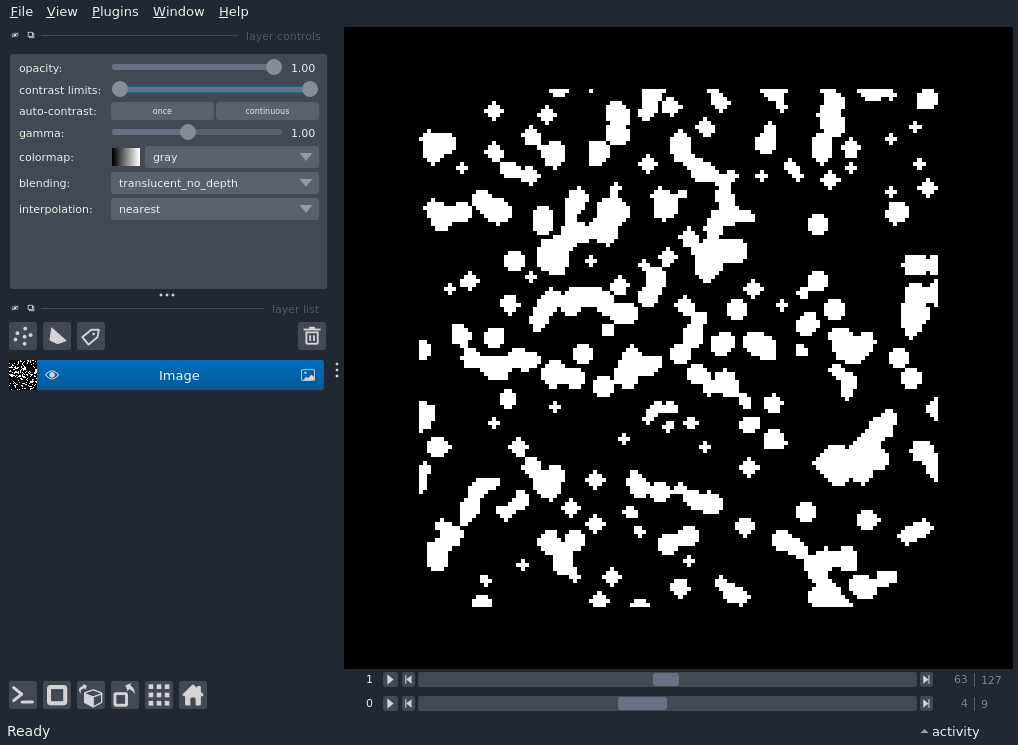 File View Plugins Window Help
layer controls
opacity: 1.00
contrast limits:
auto-contrast: once continuous
gamma: 1.00
colormap: gray
blending: translucent_no_depth
interpolation: nearest
layer list
Image
1 63 127
0 4 9
Ready activity